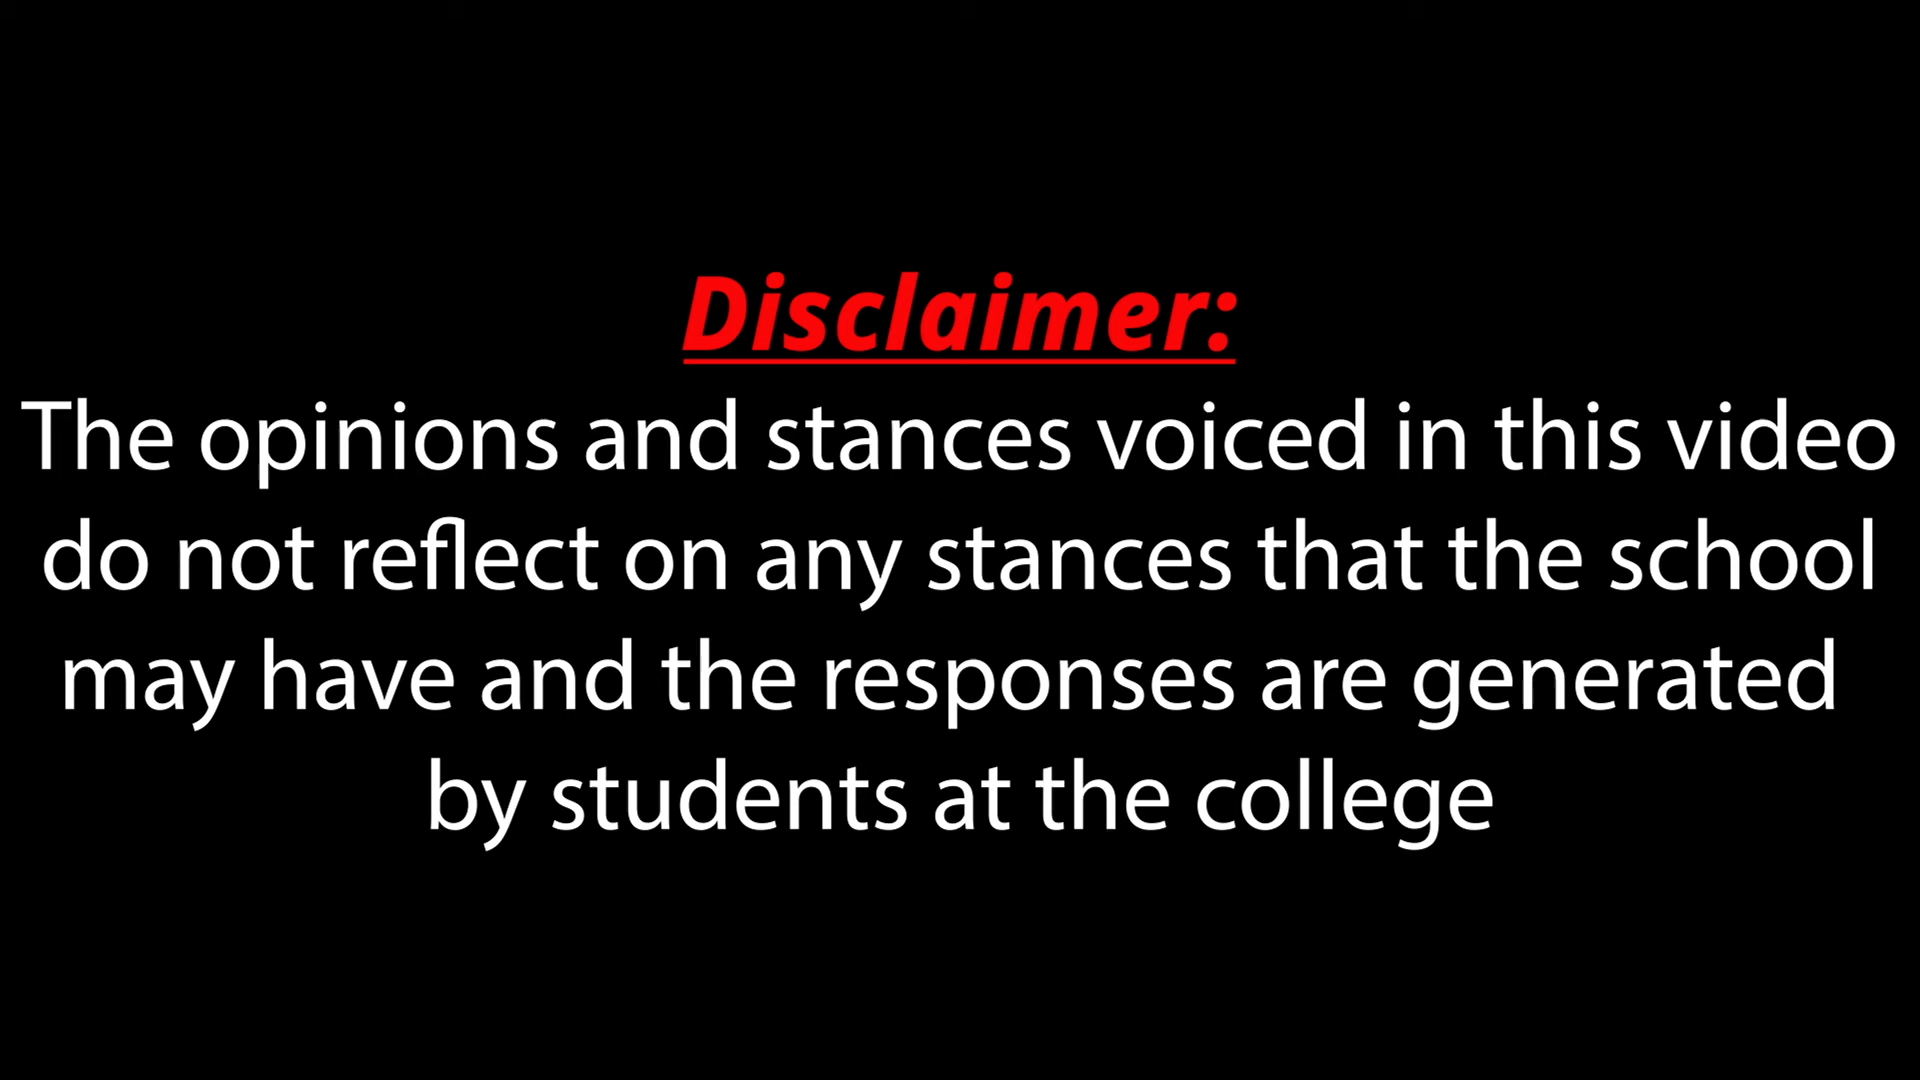 Disclaimer:
The opinions and stances voiced in this video
do not reflect on any stances that the school
may have and the responses are generated
by students at the college